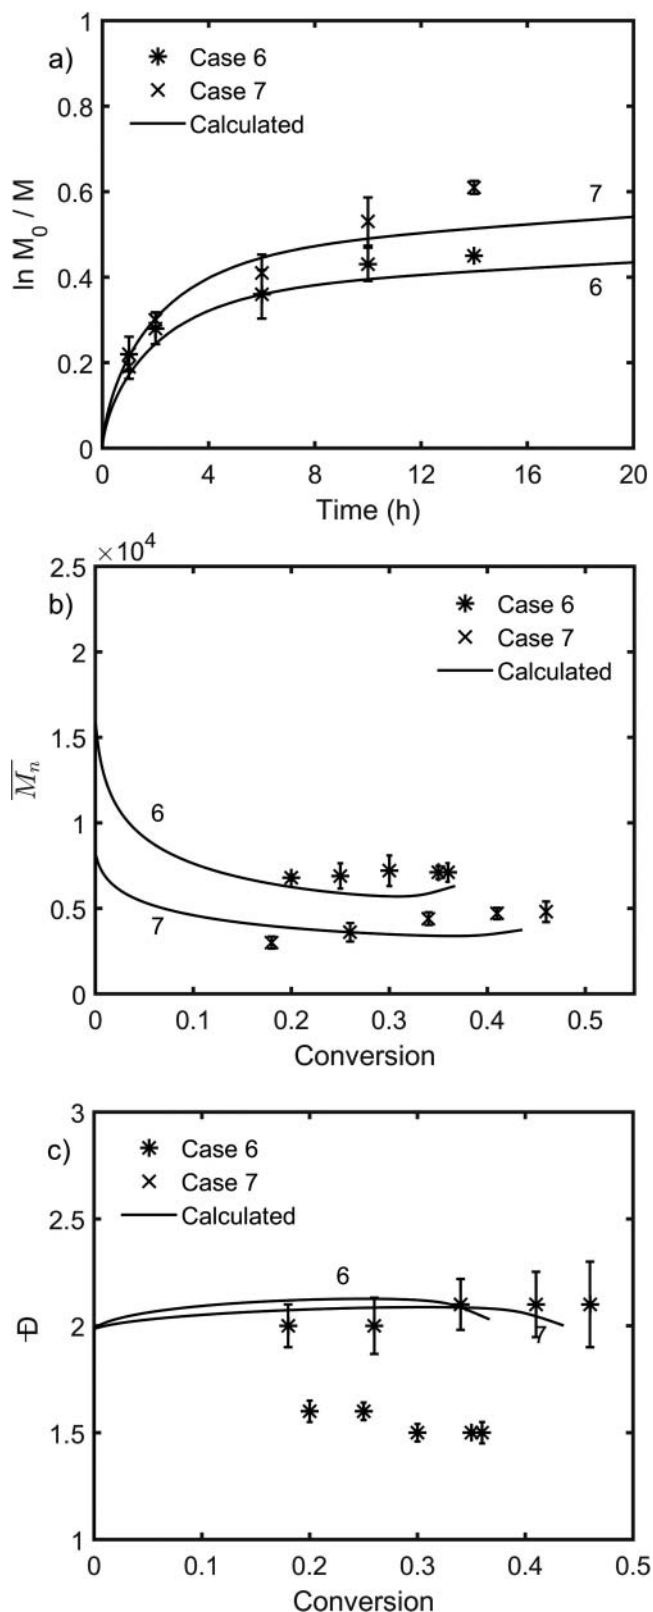 a)
Case 6
Case 7
Calculated
1
0.8
0.6
0.4
0.2
0
ln M0 / M
7
6
0 4 8 12 16 20
Time (h)
×10^4
b)
Case 6
Case 7
Calculated
2.5
2
1.5
1
0.5
0
Mn
6
7
0 0.1 0.2 0.3 0.4 0.5
Conversion
c)
Case 6
Case 7
Calculated
3
2.5
2
1.5
1
Đ
6
7
0 0.1 0.2 0.3 0.4 0.5
Conversion